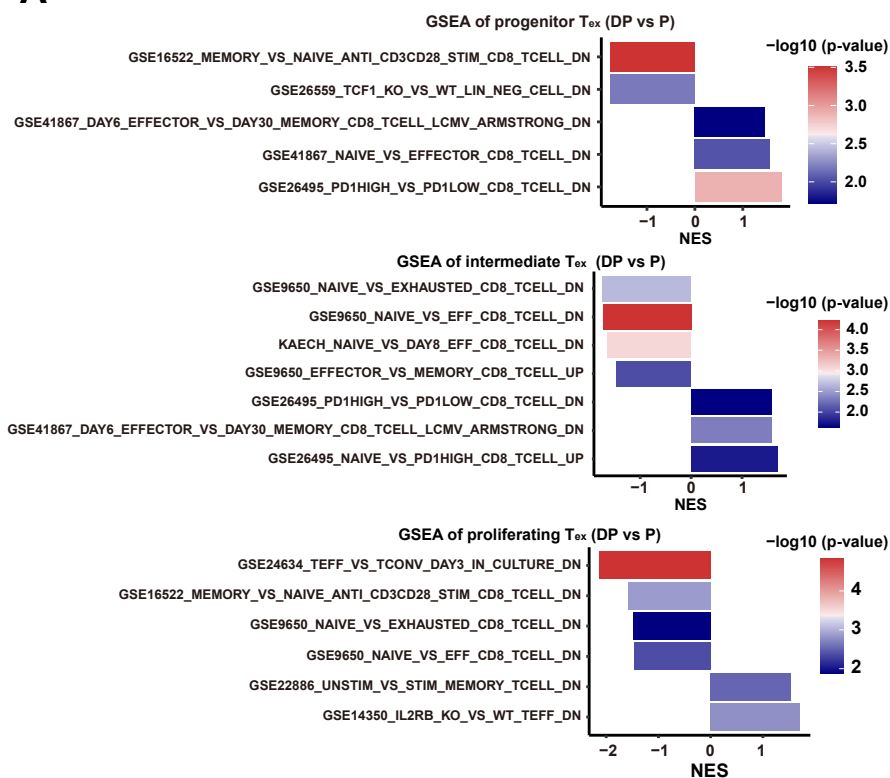 GSEA of progenitor Tex (DP vs P)
GSE16522_MEMORY_VS_NAIVE_ANTI_CD3CD28_STIM_CD8_TCELL_DN
GSE26559_TCF1_KO_VS_WT_LIN_NEG_CELL_DN
GSE41867_DAY6_EFFECTOR_VS_DAY30_MEMORY_CD8_TCELL_LCMV_ARMSTRONG_DN
GSE41867_NAIVE_VS_EFFECTOR_CD8_TCELL_DN
GSE26495_PD1HIGH_VS_PD1LOW_CD8_TCELL_DN
−1 0 1
NES
−log10 (p-value)
3.5
3.0
2.5
2.0
GSEA of intermediate Tex (DP vs P)
GSE9650_NAIVE_VS_EXHAUSTED_CD8_TCELL_DN
GSE9650_NAIVE_VS_EFF_CD8_TCELL_DN
KAECH_NAIVE_VS_DAY8_EFF_CD8_TCELL_DN
GSE9650_EFFECTOR_VS_MEMORY_CD8_TCELL_UP
GSE26495_PD1HIGH_VS_PD1LOW_CD8_TCELL_DN
GSE41867_DAY6_EFFECTOR_VS_DAY30_MEMORY_CD8_TCELL_LCMV_ARMSTRONG_DN
GSE26495_NAIVE_VS_PD1HIGH_CD8_TCELL_UP
−1 0 1
NES
−log10 (p-value)
4.0
3.5
3.0
2.5
2.0
GSEA of proliferating Tex (DP vs P)
GSE24634_TEFF_VS_TCONV_DAY3_IN_CULTURE_DN
GSE16522_MEMORY_VS_NAIVE_ANTI_CD3CD28_STIM_CD8_TCELL_DN
GSE9650_NAIVE_VS_EXHAUSTED_CD8_TCELL_DN
GSE9650_NAIVE_VS_EFF_CD8_TCELL_DN
GSE22886_UNSTIM_VS_STIM_MEMORY_TCELL_DN
GSE14350_IL2RB_KO_VS_WT_TEFF_DN
−2 −1 0 1
NES
−log10 (p-value)
4
3
2